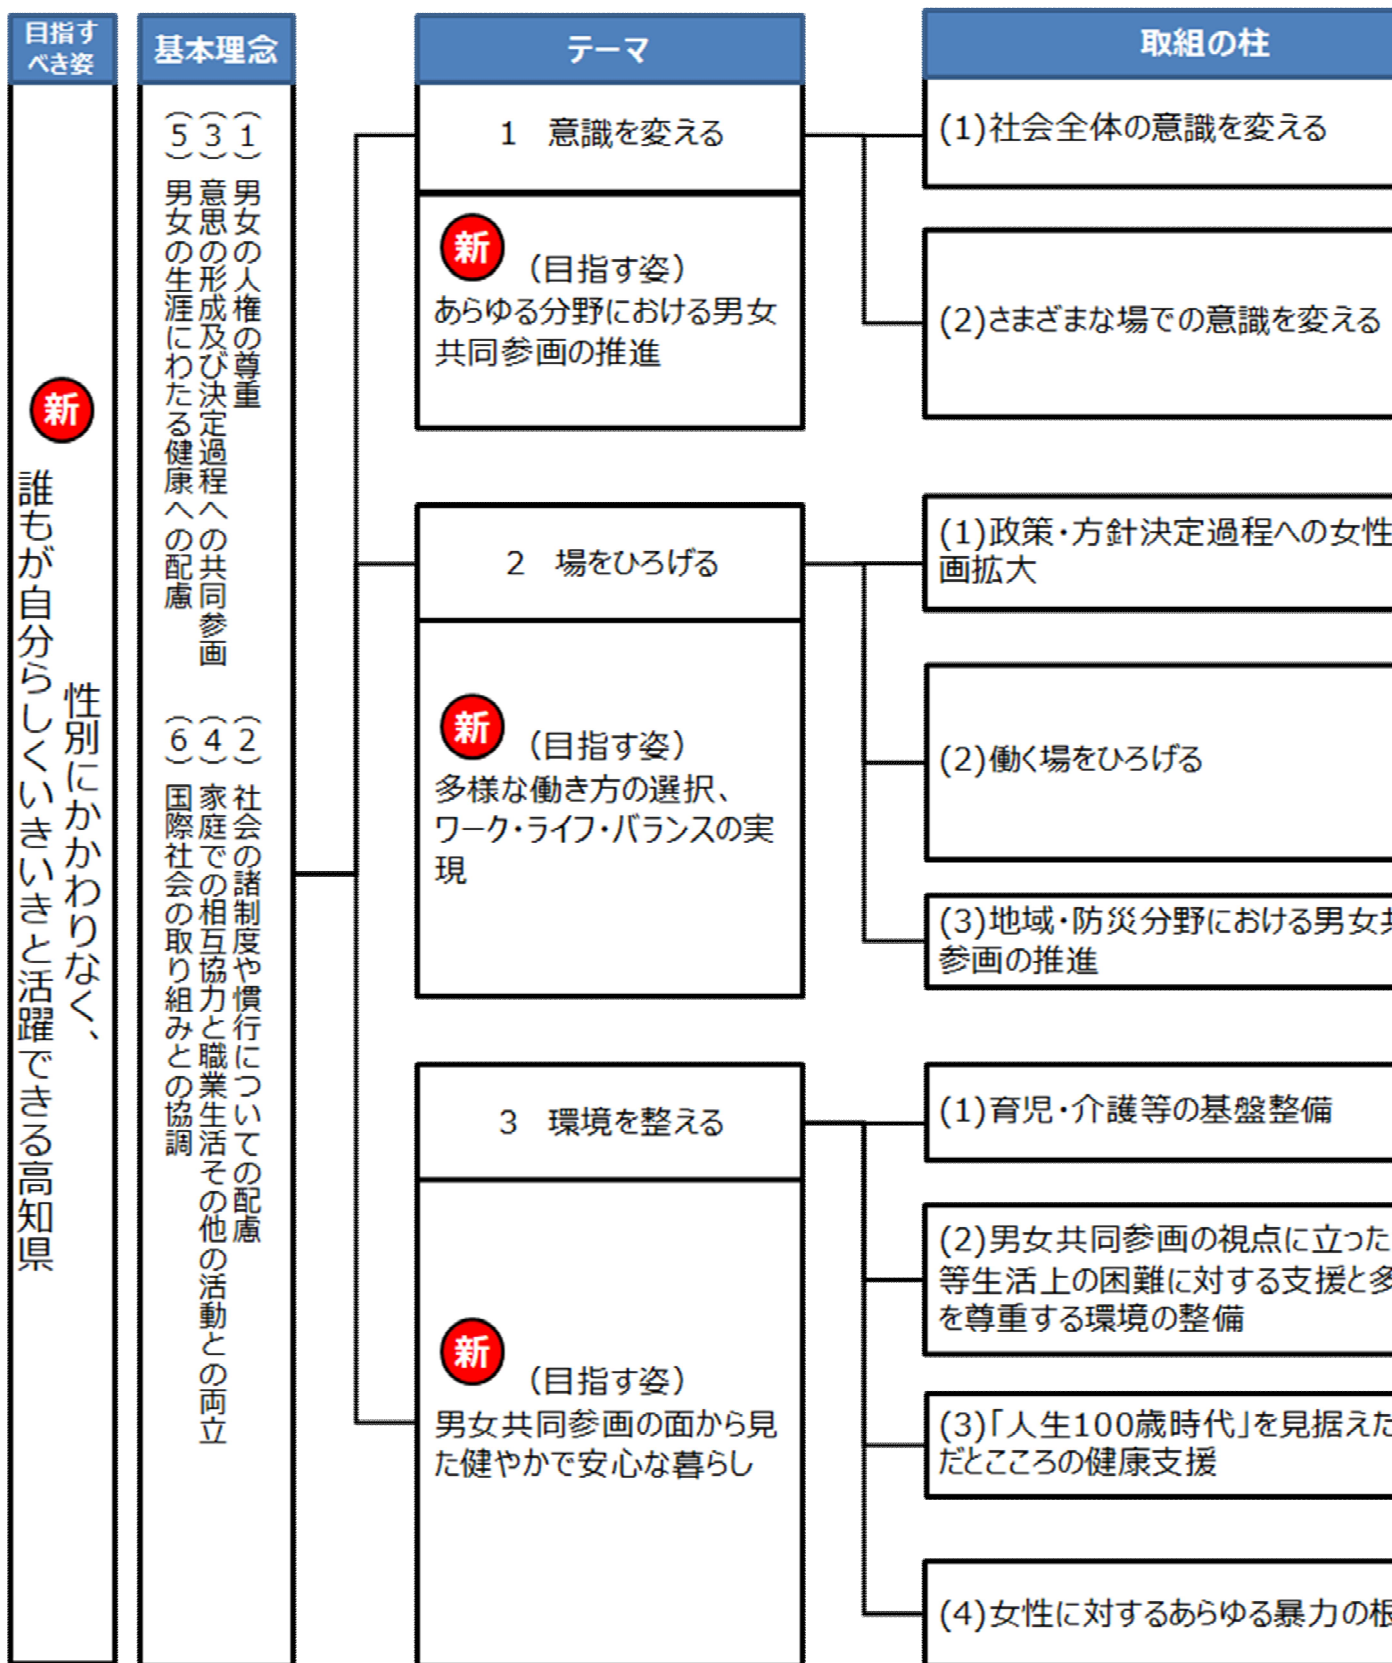 目指す
べき姿
新
性別にかかわりなく、
誰もが自分らしくいきいきと活躍できる高知県
基本理念
（１）男女の人権の尊重
（２）社会の諸制度や慣行についての配慮
（３）意思の形成及び決定過程への共同参画
（４）家庭での相互協力と職業生活その他の活動との両立
（５）男女の生涯にわたる健康への配慮
（６）国際社会の取り組みとの協調
テーマ
1　意識を変える
新
（目指す姿）
あらゆる分野における男女
共同参画の推進
2　場をひろげる
新
（目指す姿）
多様な働き方の選択、
ワーク・ライフ・バランスの実
現
3　環境を整える
新
（目指す姿）
男女共同参画の面から見
た健やかで安心な暮らし
取組の柱
(1)社会全体の意識を変える
(2)さまざまな場での意識を変える
(1)政策・方針決定過程への女性
画拡大
(2)働く場をひろげる
(3)地域・防災分野における男女
参画の推進
(1)育児・介護等の基盤整備
(2)男女共同参画の視点に立った
等生活上の困難に対する支援と
を尊重する環境の整備
(3)「人生100歳時代」を見据えた
だとこころの健康支援
(4)女性に対するあらゆる暴力の